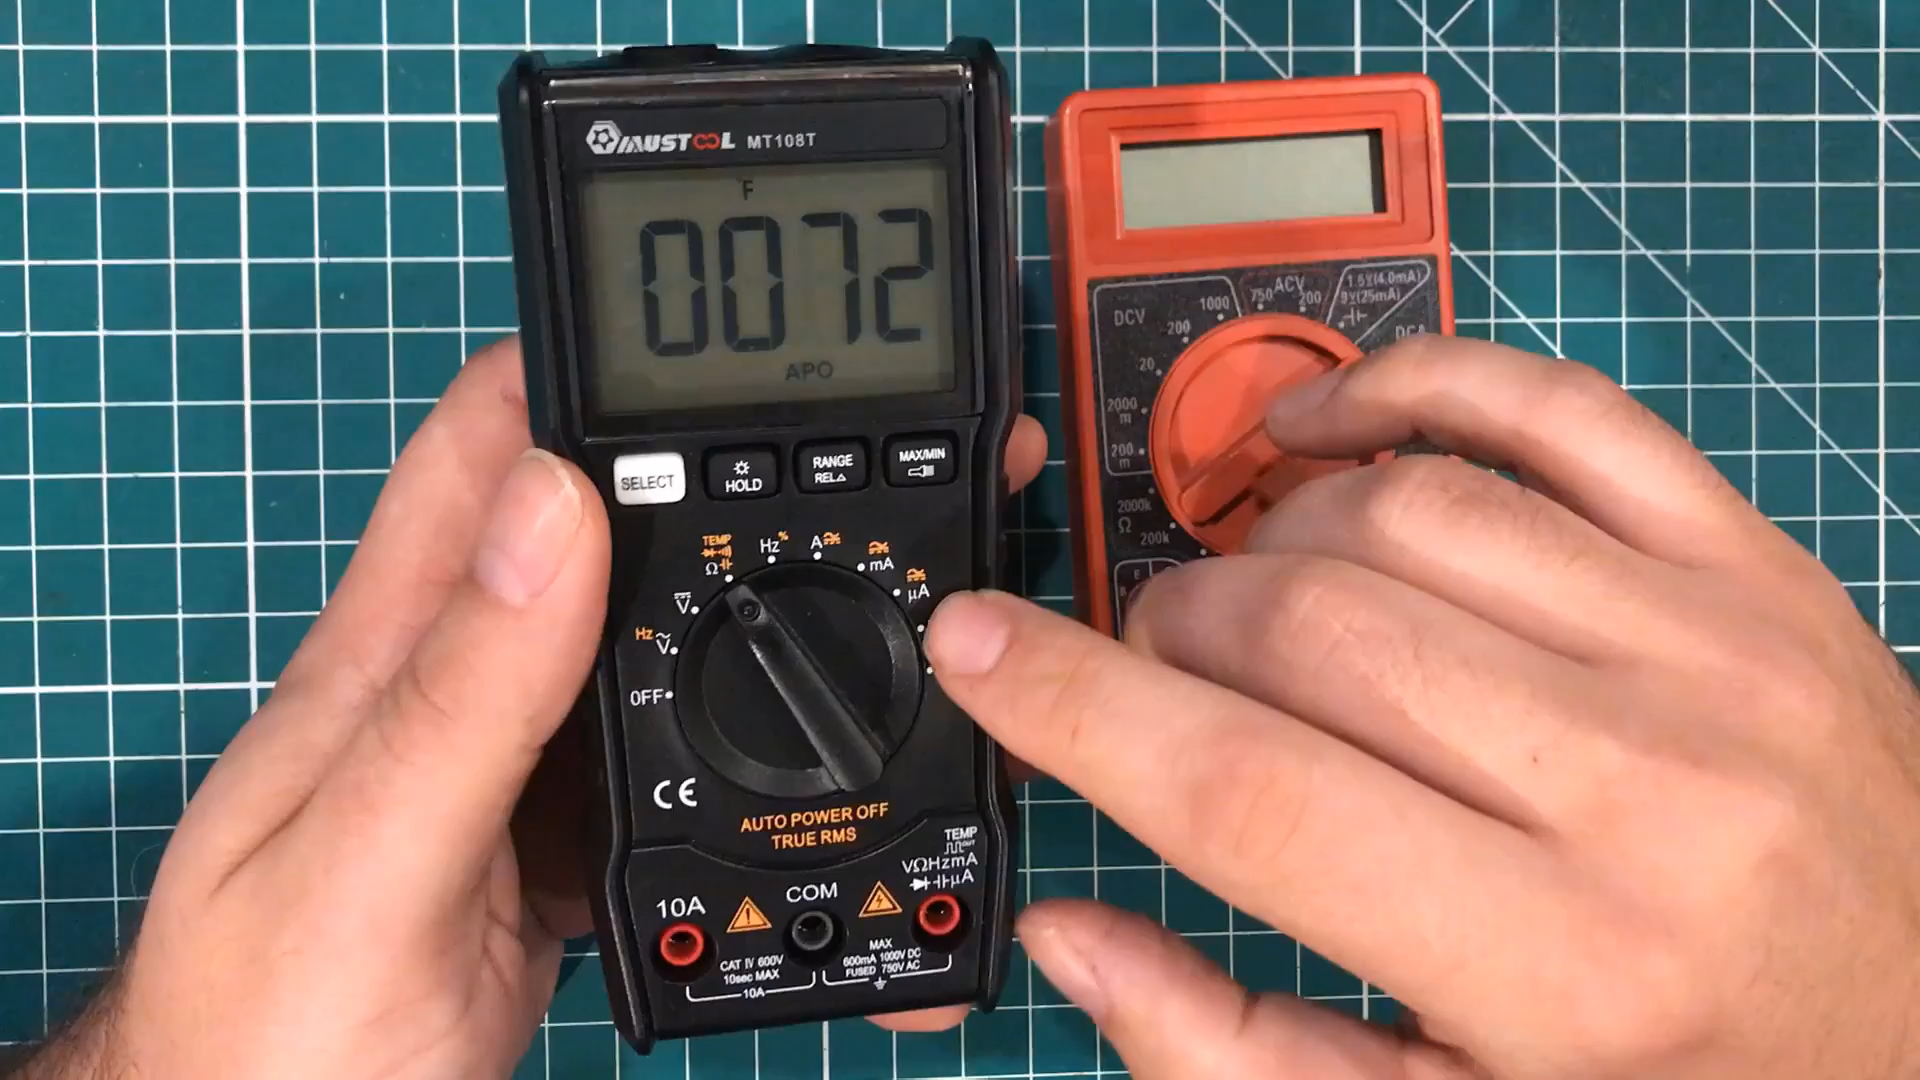 MUSTOOL MT108T
°F
0072
APO
SELECT
HOLD
RANGE
REL△
MAX/MIN
TEMP
Ω
Hz%
A
mA
μA
V
Hz
V
OFF
CE
AUTO POWER OFF
TRUE RMS
TEMP
OUT
VΩHzmA
μA
10A
COM
CAT IV 600V
10sec MAX
10A
MAX
600mA 1000V DC
FUSED 750V AC
DCV
1000
200
20
2000
m
200
m
2000k
Ω
200k
750
ACV
200
1.5V(4.0mA)
9V(25mA)